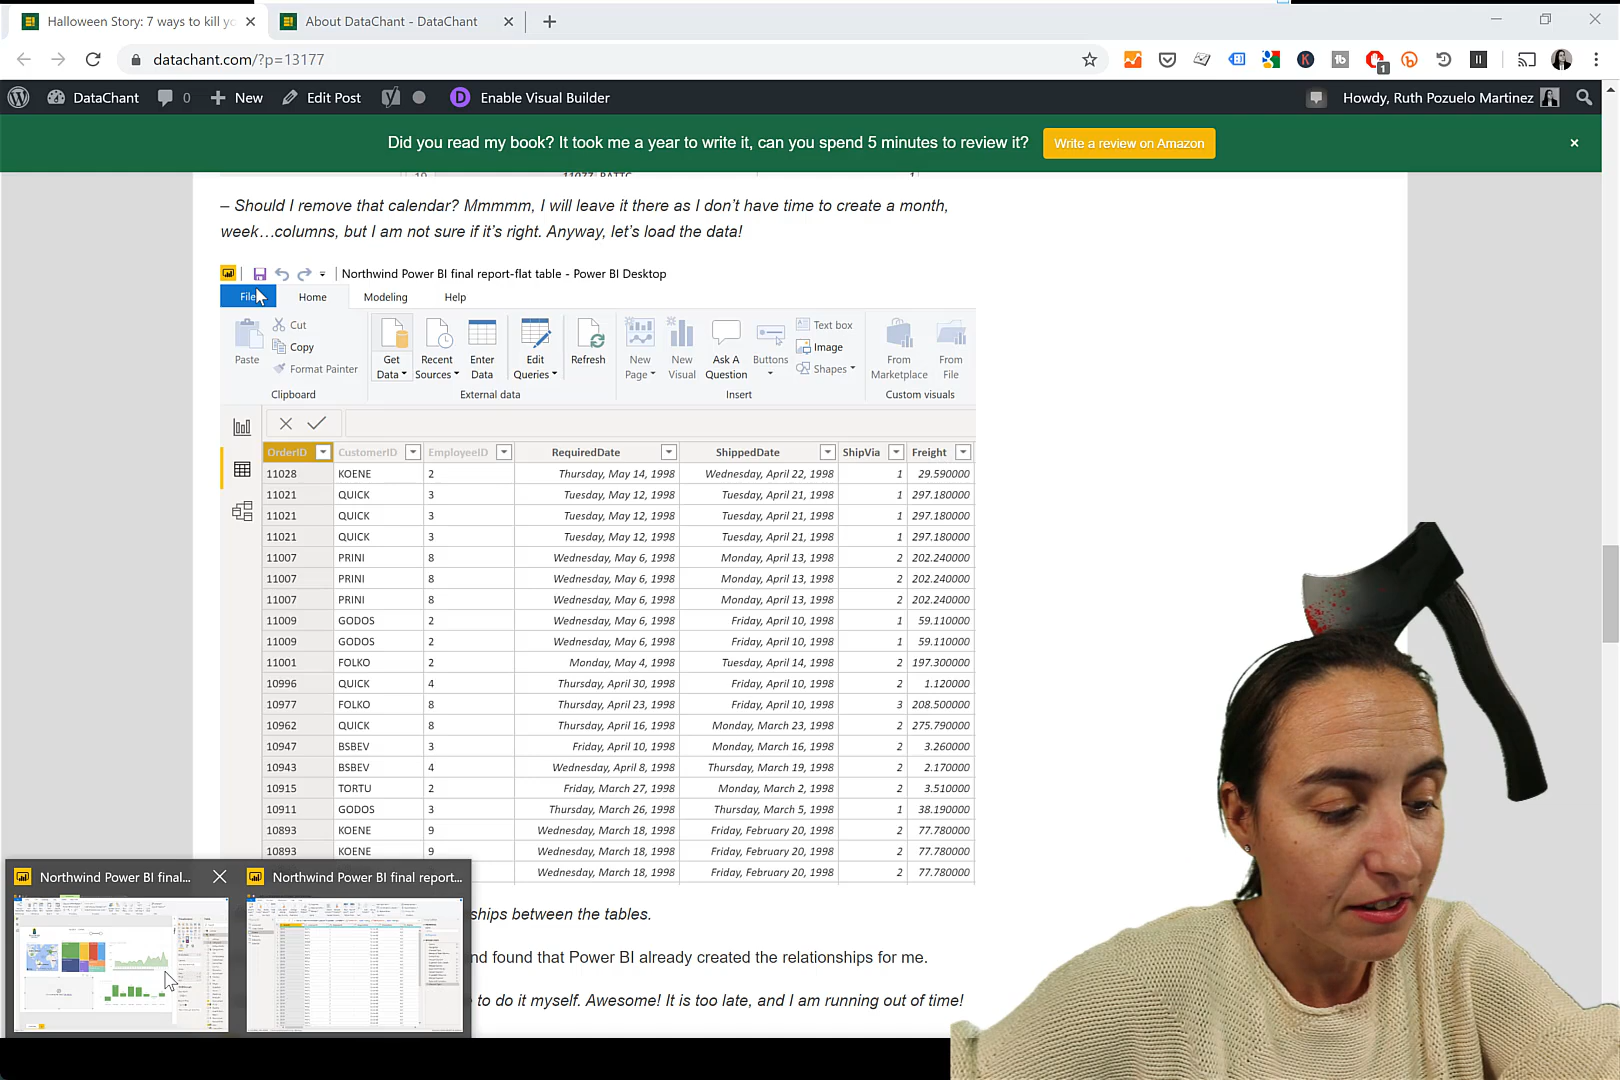 Halloween Story: 7 ways to kill yo
About DataChant - DataChant
datachant.com/?p=13177
DataChant
0
New
Edit Post
Enable Visual Builder
Howdy, Ruth Pozuelo Martinez
Did you read my book? It took me a year to write it, can you spend 5 minutes to review it?
Write a review on Amazon
– Should I remove that calendar? Mmmmm, I will leave it there as I don't have time to create a month,
week…columns, but I am not sure if it's right. Anyway, let's load the data!
Northwind Power BI final report-flat table - Power BI Desktop
File Home Modeling Help
Paste
Cut
Copy
Format Painter
Get Data
Recent Sources
Enter Data
Edit Queries
Refresh
New Page
New Visual
Ask A Question
Buttons
Text box
Image
Shapes
From Marketplace
From File
Clipboard External data Insert Custom visuals
OrderID CustomerID EmployeeID RequiredDate ShippedDate ShipVia Freight
11028 KOENE 2 Thursday, May 14, 1998 Wednesday, April 22, 1998 1 29.590000
11021 QUICK 3 Tuesday, May 12, 1998 Tuesday, April 21, 1998 1 297.180000
11021 QUICK 3 Tuesday, May 12, 1998 Tuesday, April 21, 1998 1 297.180000
11021 QUICK 3 Tuesday, May 12, 1998 Tuesday, April 21, 1998 1 297.180000
11007 PRINI 8 Wednesday, May 6, 1998 Monday, April 13, 1998 2 202.240000
11007 PRINI 8 Wednesday, May 6, 1998 Monday, April 13, 1998 2 202.240000
11007 PRINI 8 Wednesday, May 6, 1998 Monday, April 13, 1998 2 202.240000
11009 GODOS 2 Wednesday, May 6, 1998 Friday, April 10, 1998 1 59.110000
11009 GODOS 2 Wednesday, May 6, 1998 Friday, April 10, 1998 1 59.110000
11001 FOLKO 2 Monday, May 4, 1998 Tuesday, April 14, 1998 2 197.300000
10996 QUICK 4 Thursday, April 30, 1998 Friday, April 10, 1998 2 1.120000
10977 FOLKO 8 Thursday, April 23, 1998 Friday, April 10, 1998 3 208.500000
10962 QUICK 8 Thursday, April 16, 1998 Monday, March 23, 1998 2 275.790000
10947 BSBEV 3 Friday, April 10, 1998 Monday, March 16, 1998 2 3.260000
10943 BSBEV 4 Wednesday, April 8, 1998 Thursday, March 19, 1998 2 2.170000
10915 TORTU 2 Friday, March 27, 1998 Monday, March 2, 1998 2 3.510000
10911 GODOS 3 Thursday, March 26, 1998 Thursday, March 5, 1998 1 38.190000
10893 KOENE 9 Wednesday, March 18, 1998 Friday, February 20, 1998 2 77.780000
10893 KOENE 9 Wednesday, March 18, 1998 Friday, February 20, 1998 2 77.780000
Wednesday, March 18, 1998 Friday, February 20, 1998 2 77.780000
Northwind Power BI final...
Northwind Power BI final report...
ships between the tables.
nd found that Power BI already created the relationships for me.
to do it myself. Awesome! It is too late, and I am running out of time!